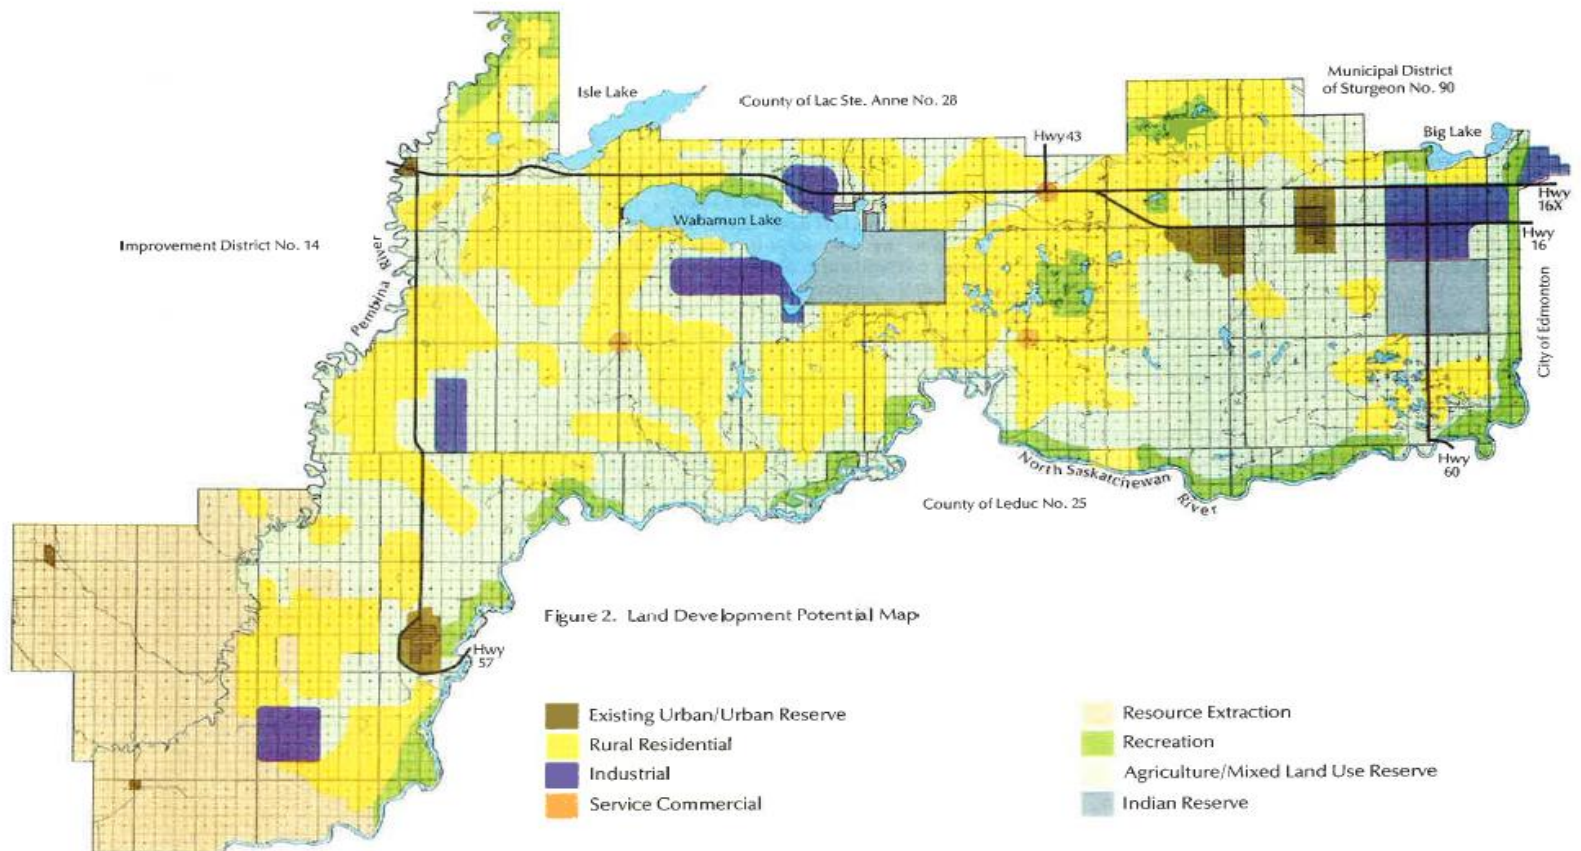 Isle Lake
County of Lac Ste. Anne No. 28
Municipal District
of Sturgeon No. 90
Hwy 43
Big Lake
Hwy
16X
Wabamun Lake
Hwy
16
Improvement District No. 14
Pembina River
City of Edmonton
North Saskatchewan
River
Hwy
60
County of Leduc No. 25
Figure 2. Land Development Potential Map
Hwy
57
Existing Urban/Urban Reserve
Rural Residential
Industrial
Service Commercial
Resource Extraction
Recreation
Agriculture/Mixed Land Use Reserve
Indian Reserve